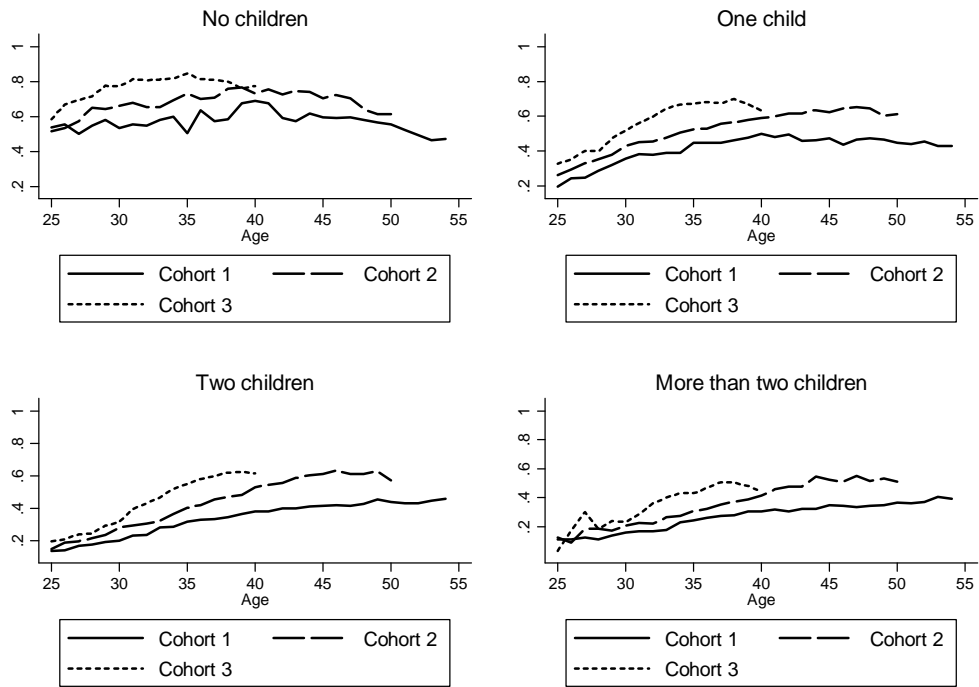 No children
1
.8
.6
.4
.2
25 30 35 40 45 50 55
Age
Cohort 1 Cohort 2
Cohort 3
One child
1
.8
.6
.4
.2
25 30 35 40 45 50 55
Age
Cohort 1 Cohort 2
Cohort 3
Two children
1
.8
.6
.4
.2
25 30 35 40 45 50 55
Age
Cohort 1 Cohort 2
Cohort 3
More than two children
1
.8
.6
.4
.2
25 30 35 40 45 50 55
Age
Cohort 1 Cohort 2
Cohort 3